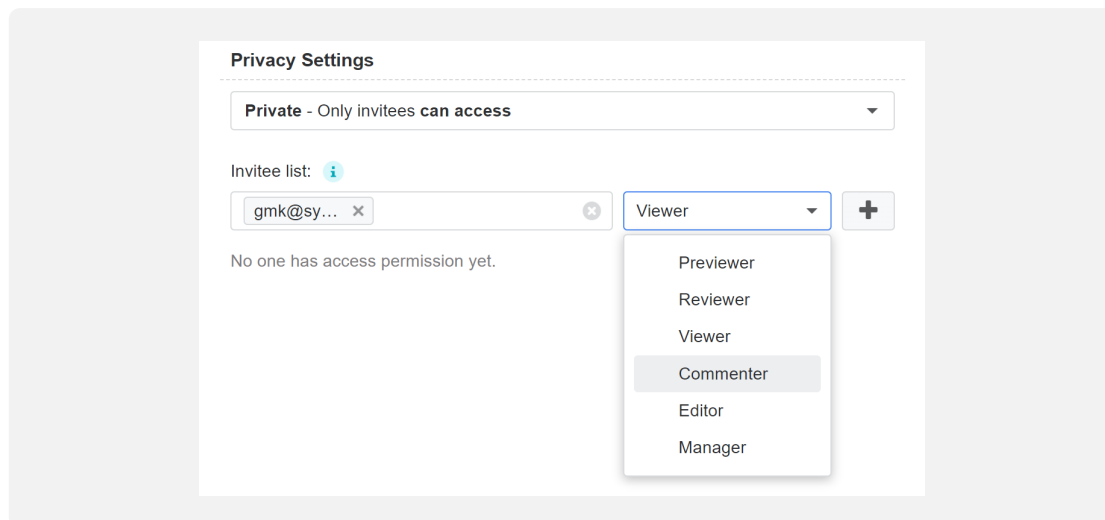 Privacy Settings
Private - Only invitees can access
Invitee list:
gmk@sy... Viewer
No one has access permission yet.
Previewer
Reviewer
Viewer
Commenter
Editor
Manager